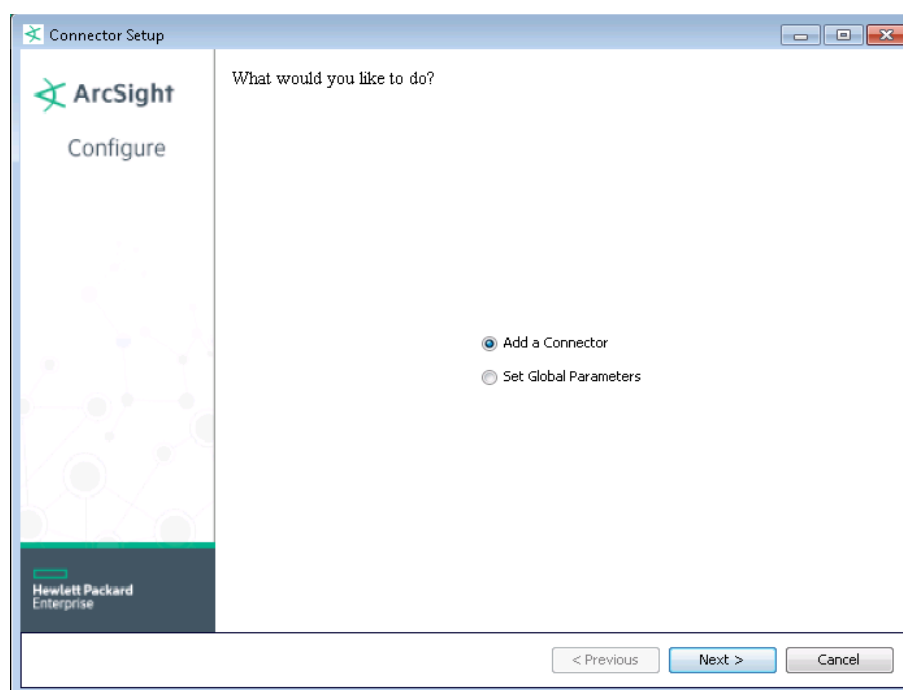 Connector Setup
ArcSight
Configure
What would you like to do?
Add a Connector
Set Global Parameters
Hewlett Packard
Enterprise
< Previous
Next >
Cancel